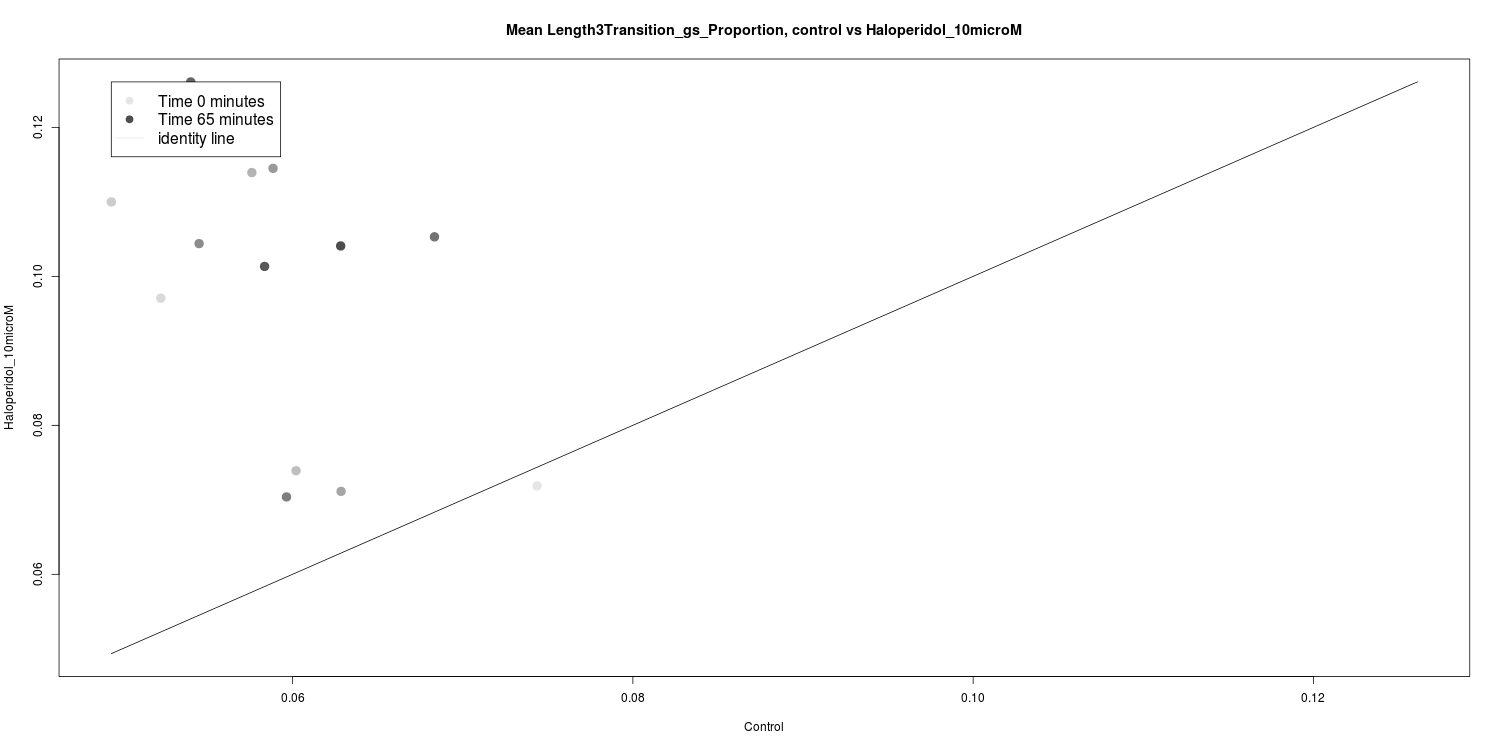 Mean Length3Transition_gs_Proportion, control vs Haloperidol_10microM
Time 0 minutes
Time 65 minutes
identity line
Haloperidol_10microM
0.12
0.10
0.08
0.06
0.06
0.08
0.10
0.12
Control